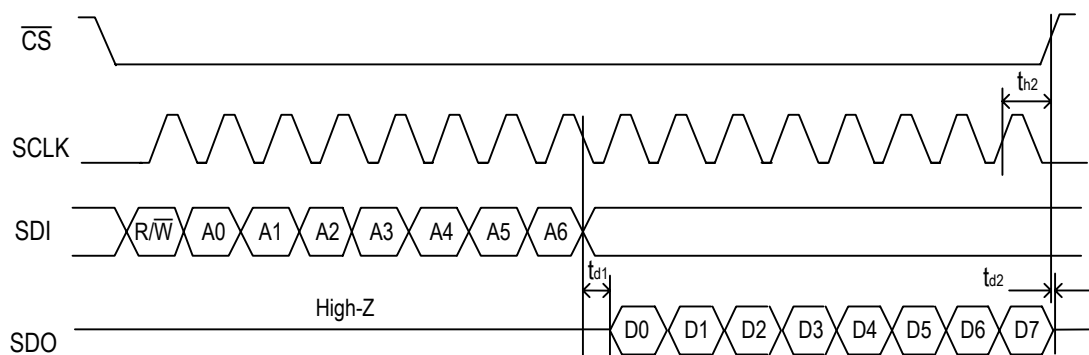 CS
th2
SCLK
SDI R/W A0 A1 A2 A3 A4 A5 A6
td1 td2
High-Z
SDO D0 D1 D2 D3 D4 D5 D6 D7